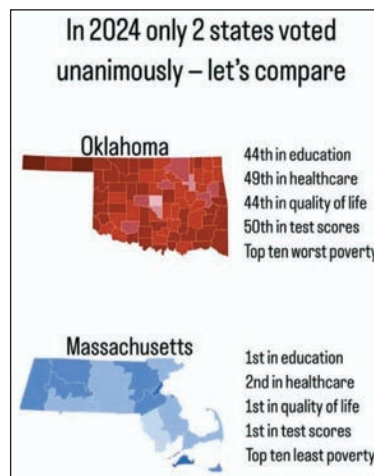 In 2024 only 2 states voted
unanimously – let's compare
Oklahoma
44th in education
49th in healthcare
44th in quality of life
50th in test scores
Top ten worst poverty
Massachusetts
1st in education
2nd in healthcare
1st in quality of life
1st in test scores
Top ten least poverty